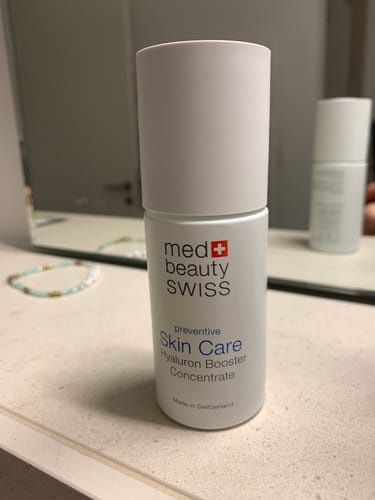 med
beauty
SWISS
preventive
Skin Care
Hyaluron Booster
Concentrate
Made in Switzerland